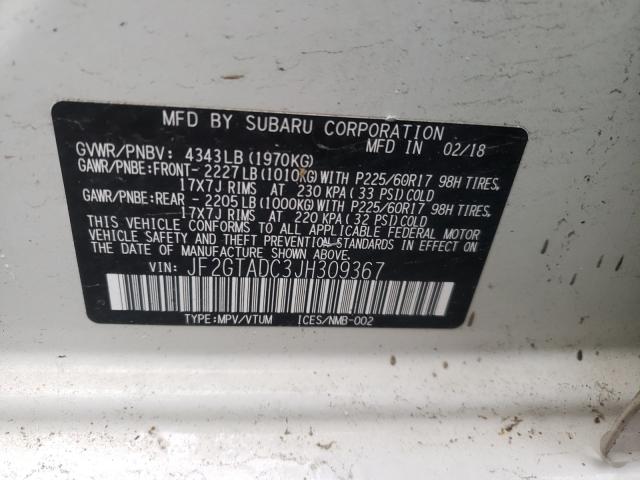 MFD BY SUBARU CORPORATION
MFD IN 02/18
GVWR/PNBV: 4343LB (1970KG)
GAWR/PNBE:FRONT- 2227LB (1010KG) WITH P225/60R17 98H TIRES,
17X7J RIMS AT 230 KPA (33 PSI)COLD
GAWR/PNBE:REAR - 2205LB (1000KG) WITH P225/60R17 98H TIRES,
17X7J RIMS AT 220 KPA (32 PSI)COLD
THIS VEHICLE CONFORMS TO ALL APPLICABLE FEDERAL MOTOR
VEHICLE SAFETY AND THEFT PREVENTION STANDARDS IN EFFECT ON
THE DATE OF MANUFACTURE SHOWN ABOVE.
VIN: JF2GTADC3JH309367
TYPE:MPV/VTUM ICES/NMB-002